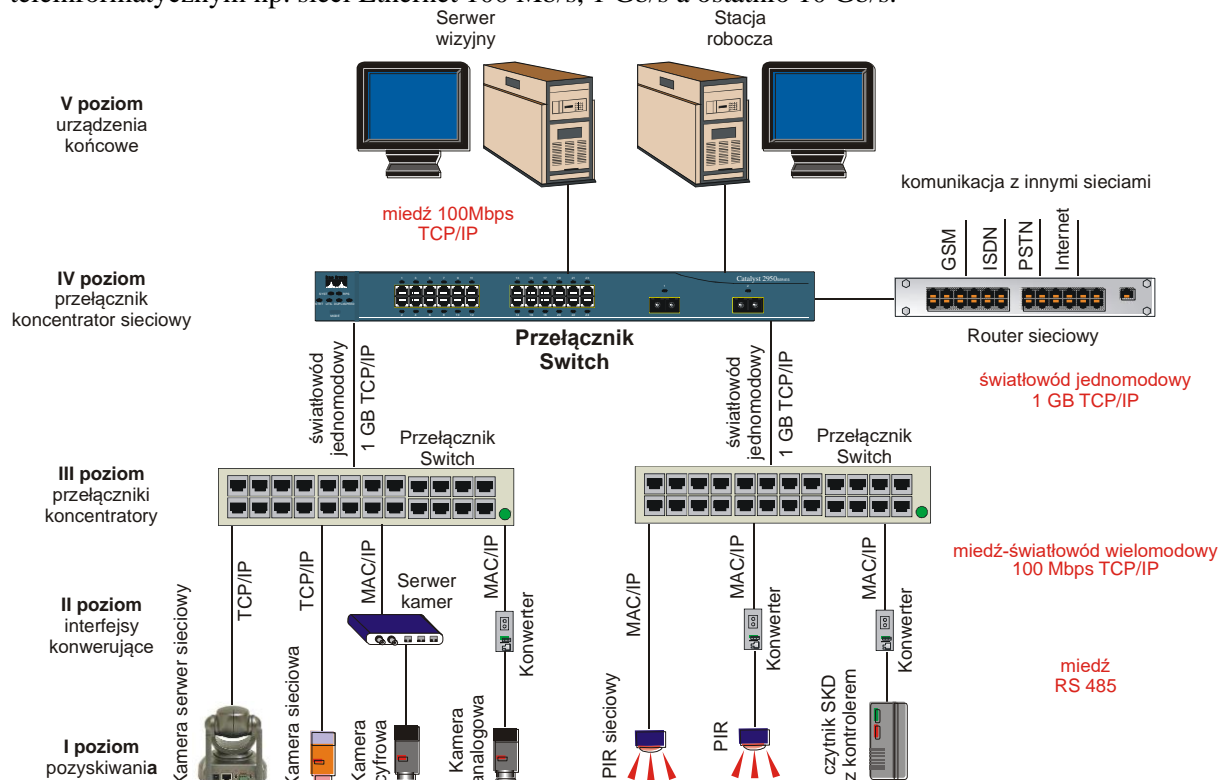 teleinformatycznym np. sieci Ethernet 100 Mb/s, 1 Gb/s a ostatnio 10 Gb/s.
Serwer
wizyjny
Stacja
robocza
V poziom
urządzenia
końcowe
komunikacja z innymi sieciami
miedź 100Mbps
TCP/IP
GSM
ISDN
PSTN
Internet
IV poziom
przełącznik
koncentrator sieciowy
Catalyst 2950
Przełącznik
Switch
Router sieciowy
światłowód
jednomodowy
1 GB TCP/IP
światłowód
jednomodowy
1 GB TCP/IP
światłowód jednomodowy
1 GB TCP/IP
Przełącznik
Switch
Przełącznik
Switch
III poziom
przełączniki
koncentratory
miedź-światłowód wielomodowy
100 Mbps TCP/IP
TCP/IP
TCP/IP
MAC/IP
MAC/IP
MAC/IP
MAC/IP
MAC/IP
Serwer
kamer
II poziom
interfejsy
konwerujące
Konwerter
Konwerter
Konwerter
miedź
RS 485
I poziom
pozyskiwania
Kamera serwer sieciowy
Kamera sieciowa
Kamera
cyfrowa
Kamera
analogowa
PIR sieciowy
PIR
czytnik SKD
z kontrolerem